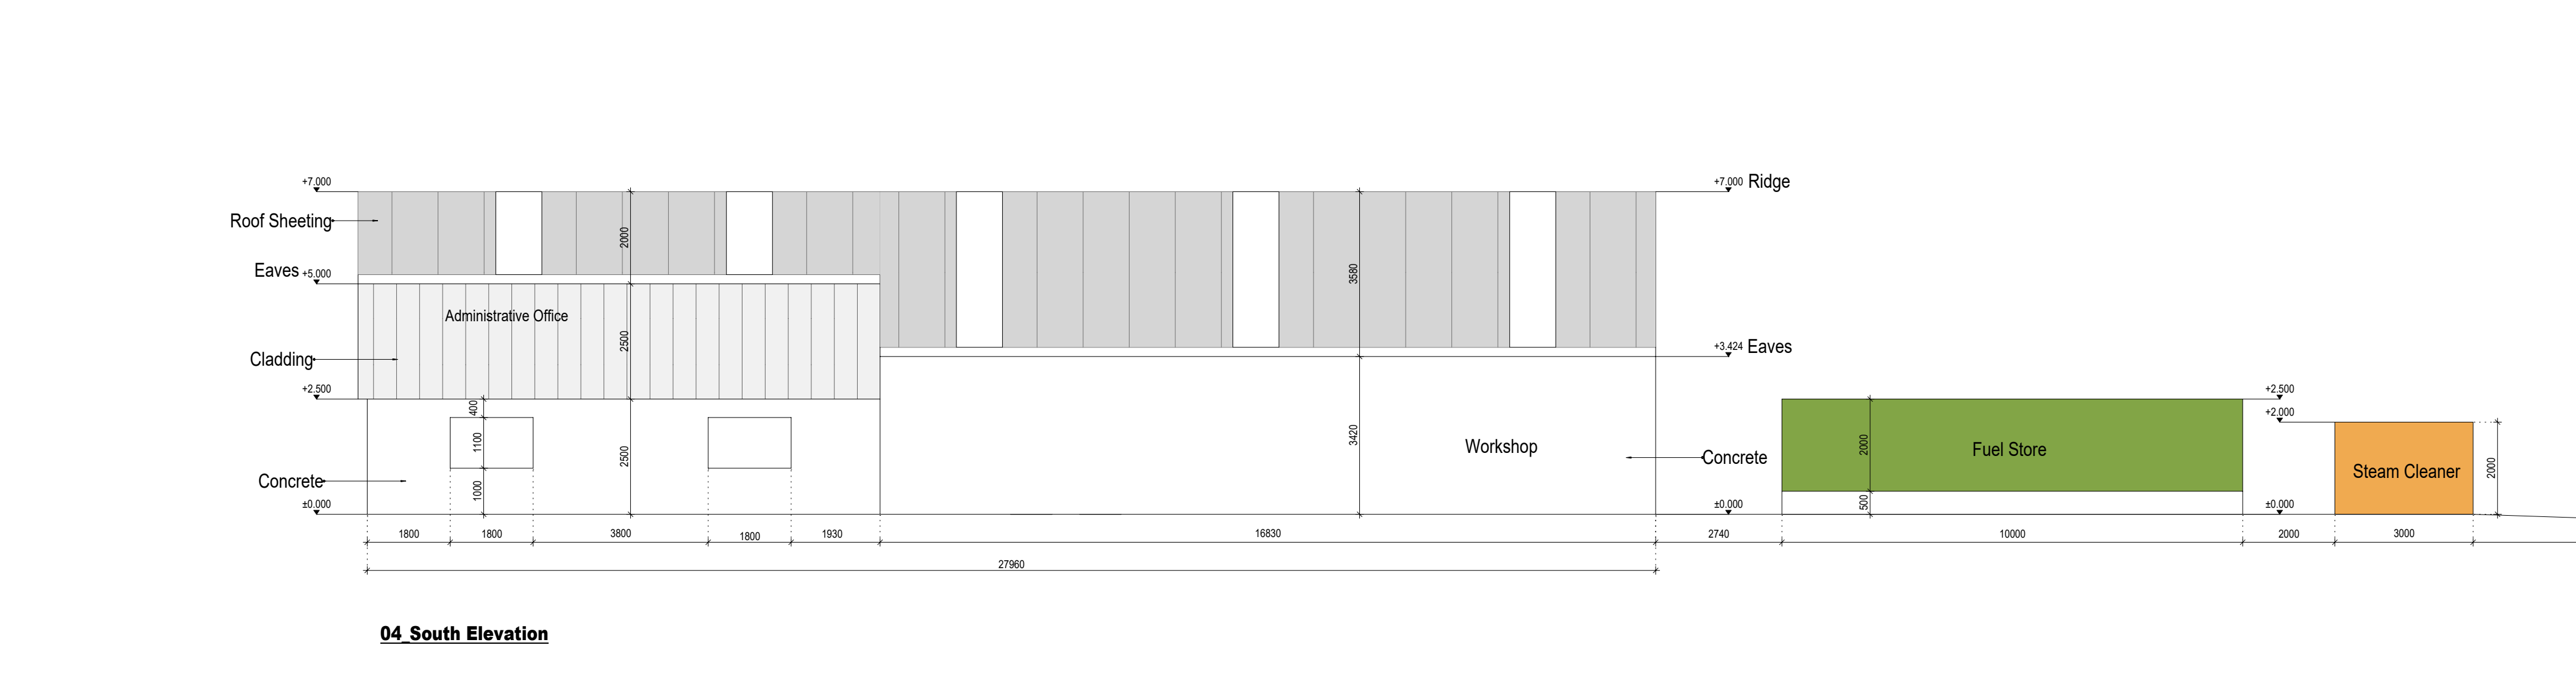 +7.000
+7.000 Ridge
Roof Sheeting
2000
3580
Eaves +5.000
Administrative Office
2500
+3.424 Eaves
Cladding
+2.500
+2.500
400
+2.000
1100
3420
Workshop
Concrete
2000
Fuel Store
Steam Cleaner
2000
Concrete
1000
2500
500
±0.000
±0.000
±0.000
1800
1800
3800
1800
1930
16830
2740
10000
2000
3000
27960
04_South Elevation